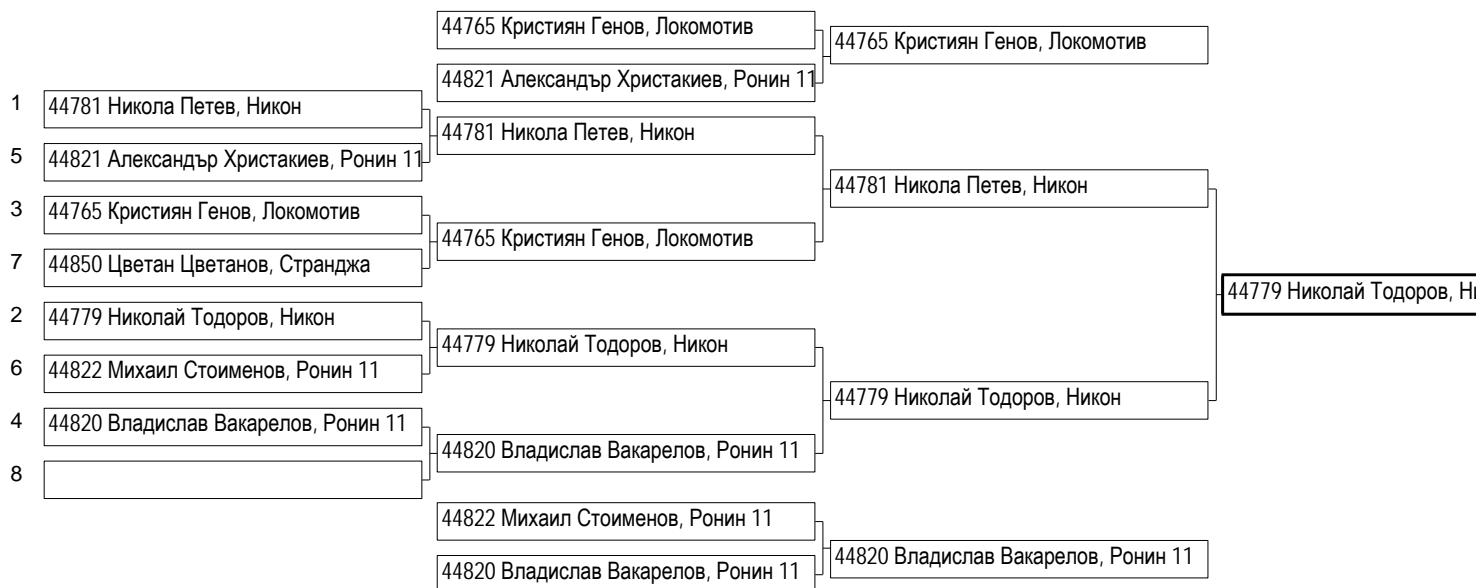 44765 Кристиян Генов, Локомотив
44765 Кристиян Генов, Локомотив
44821 Александър Христакиев, Ронин 11
1 44781 Никола Петев, Никон
44781 Никола Петев, Никон
5 44821 Александър Христакиев, Ронин 11
44781 Никола Петев, Никон
3 44765 Кристиян Генов, Локомотив
44765 Кристиян Генов, Локомотив
7 44850 Цветан Цветанов, Странджа
44779 Николай Тодоров,
2 44779 Николай Тодоров, Никон
44779 Николай Тодоров, Никон
6 44822 Михаил Стоименов, Ронин 11
44779 Николай Тодоров, Никон
4 44820 Владислав Вакарелов, Ронин 11
44820 Владислав Вакарелов, Ронин 11
8
44822 Михаил Стоименов, Ронин 11
44820 Владислав Вакарелов, Ронин 11
44820 Владислав Вакарелов, Ронин 11